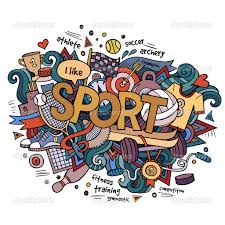 athlete
soccer
archery
I like
SPORT
fitness
training
gymnastic
competition